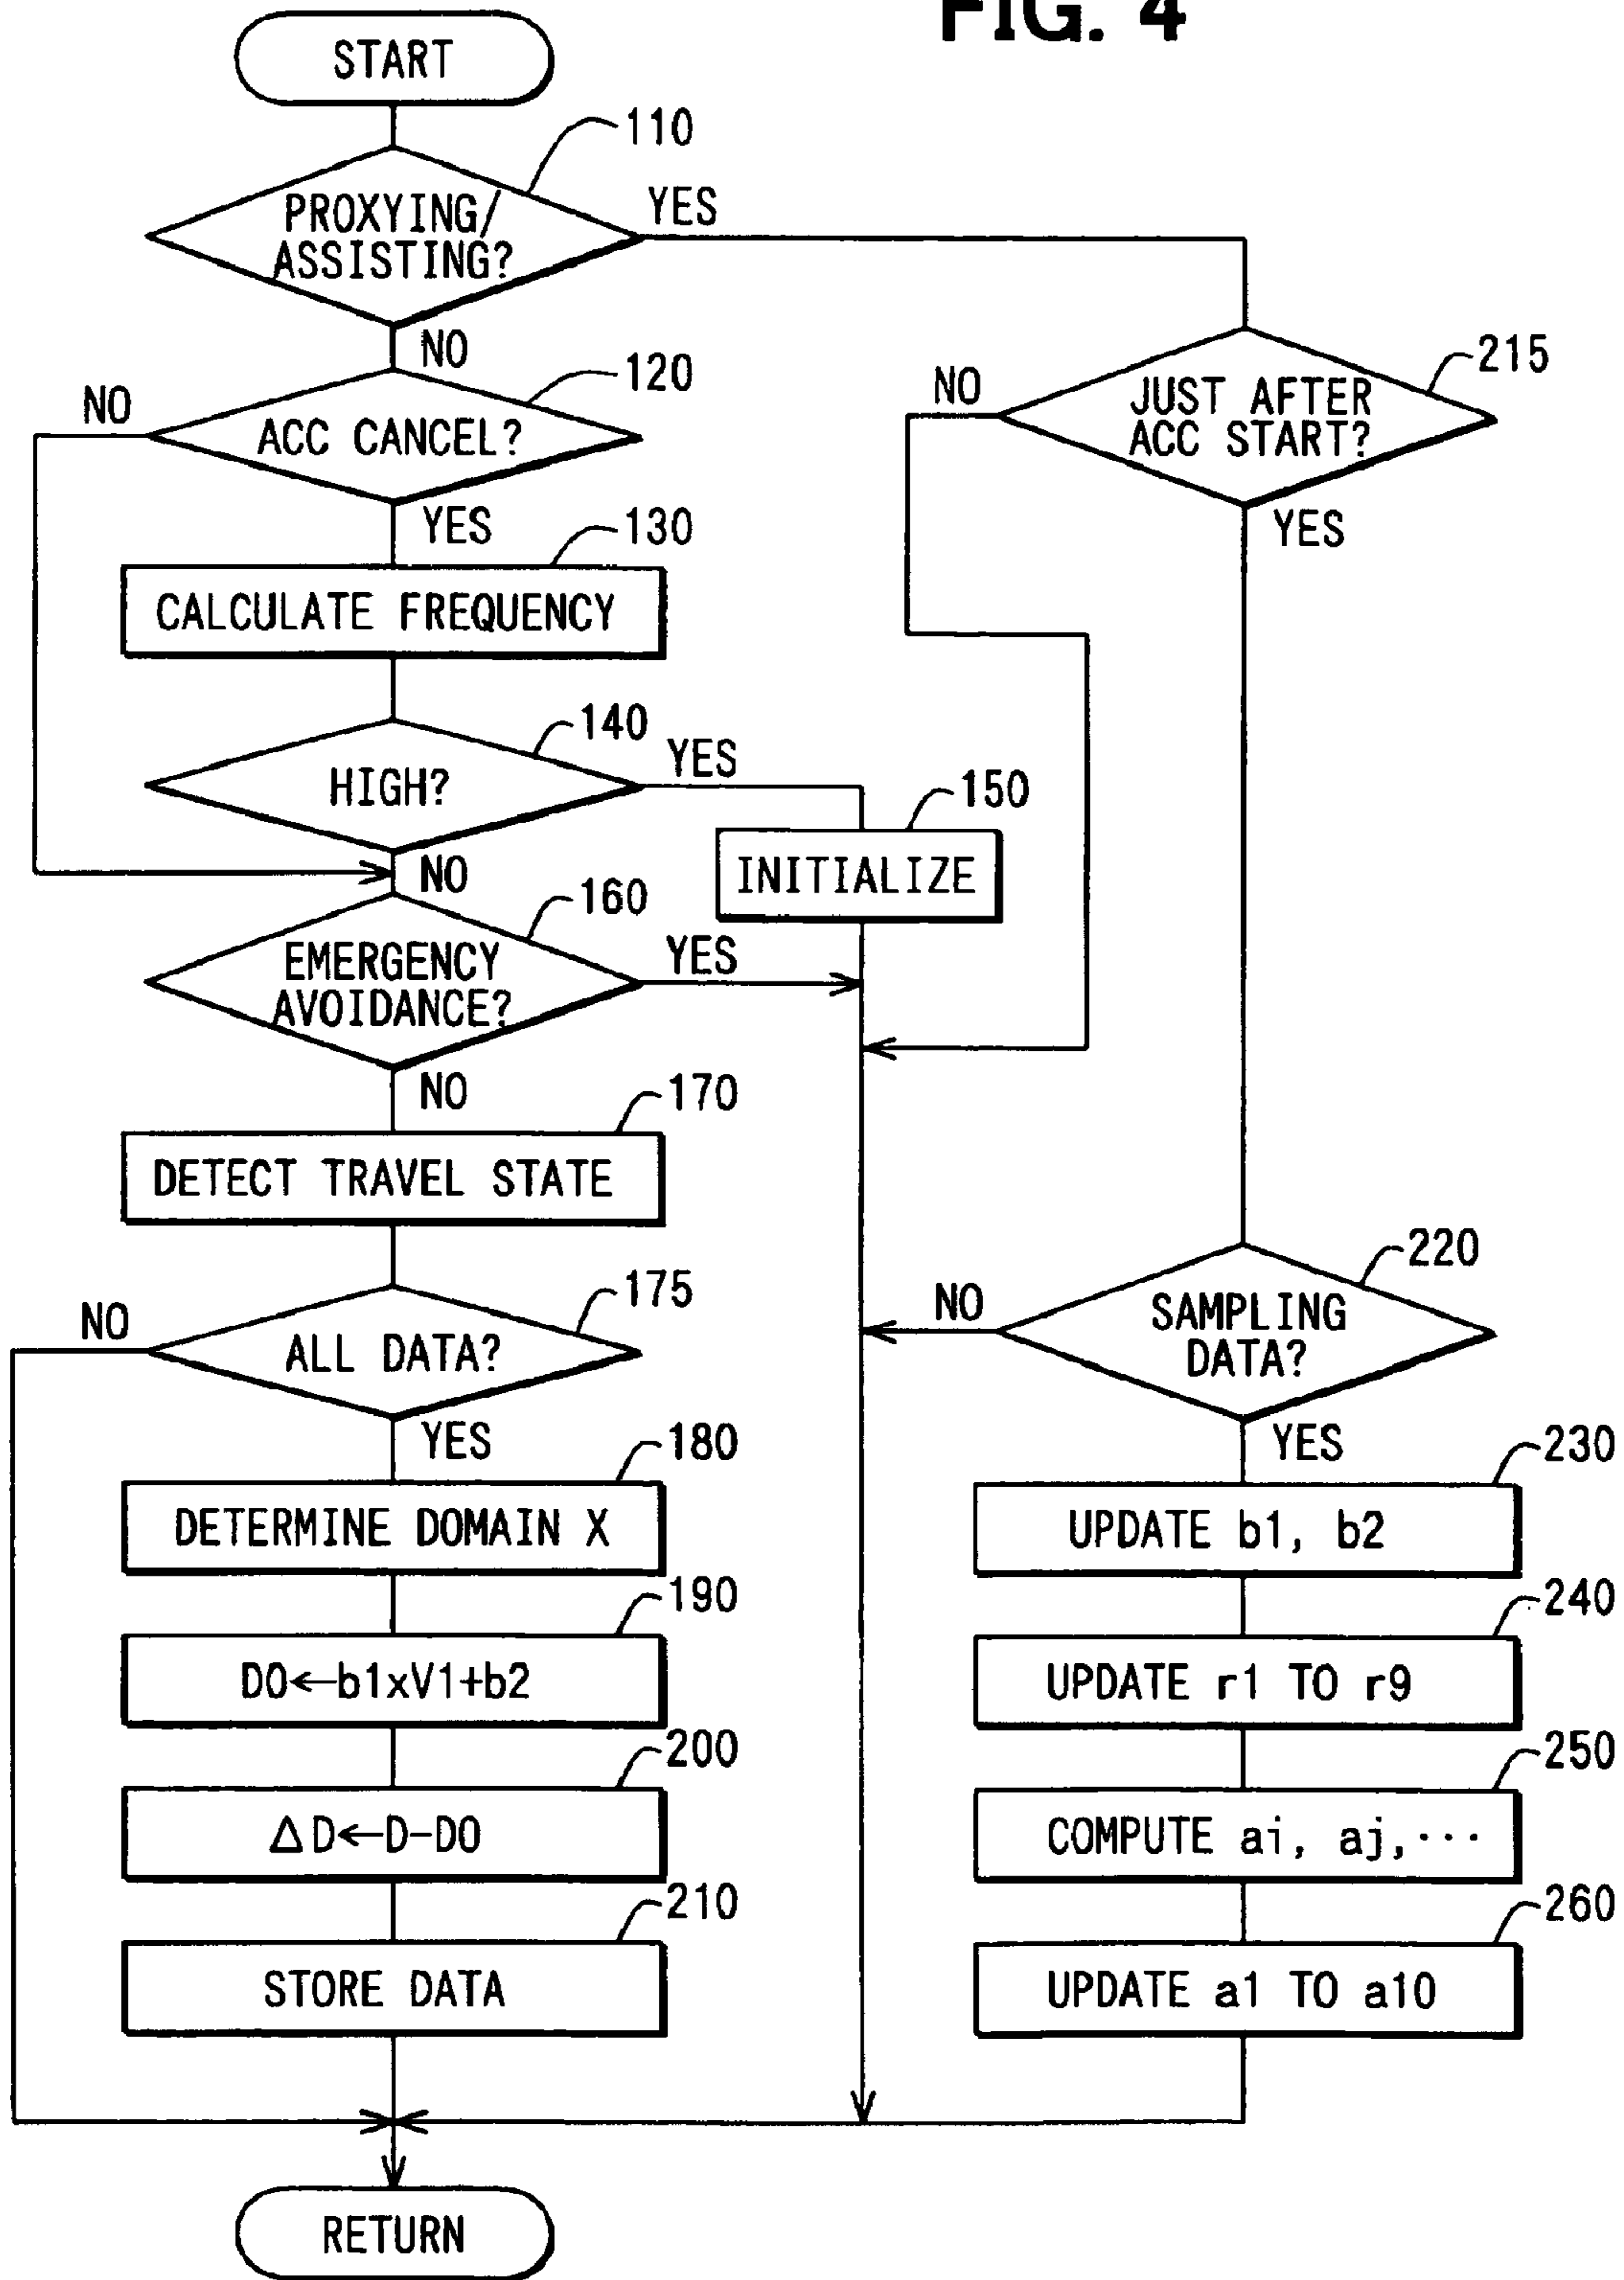 FIG. 4
START
110
PROXYING/
ASSISTING?
YES
NO
120
NO
ACC CANCEL?
YES
215
NO
JUST AFTER
ACC START?
YES
130
CALCULATE FREQUENCY
140
HIGH?
YES
NO
150
INITIALIZE
160
EMERGENCY
AVOIDANCE?
YES
NO
170
DETECT TRAVEL STATE
175
NO
ALL DATA?
YES
220
NO
SAMPLING
DATA?
YES
180
DETERMINE DOMAIN X
190
D0←b1xV1+b2
200
ΔD←D-D0
210
STORE DATA
230
UPDATE b1, b2
240
UPDATE r1 TO r9
250
COMPUTE ai, aj, ···
260
UPDATE a1 TO a10
RETURN